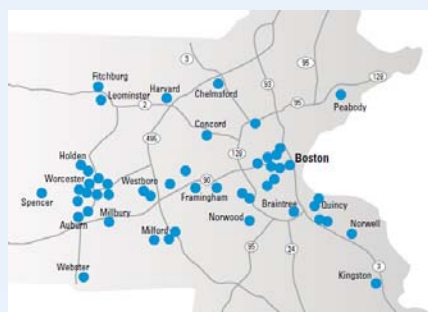 3
95
Fitchburg
93
128
Leominster
Harvard
Chelmsford
Peabody
2
95
Concord
495
128
Holden
Boston
Worcester
Westboro
90
Spencer
Framingham
Braintree
Quincy
Auburn
Millbury
Norwood
Milford
Norwell
95
24
3
Webster
Kingston